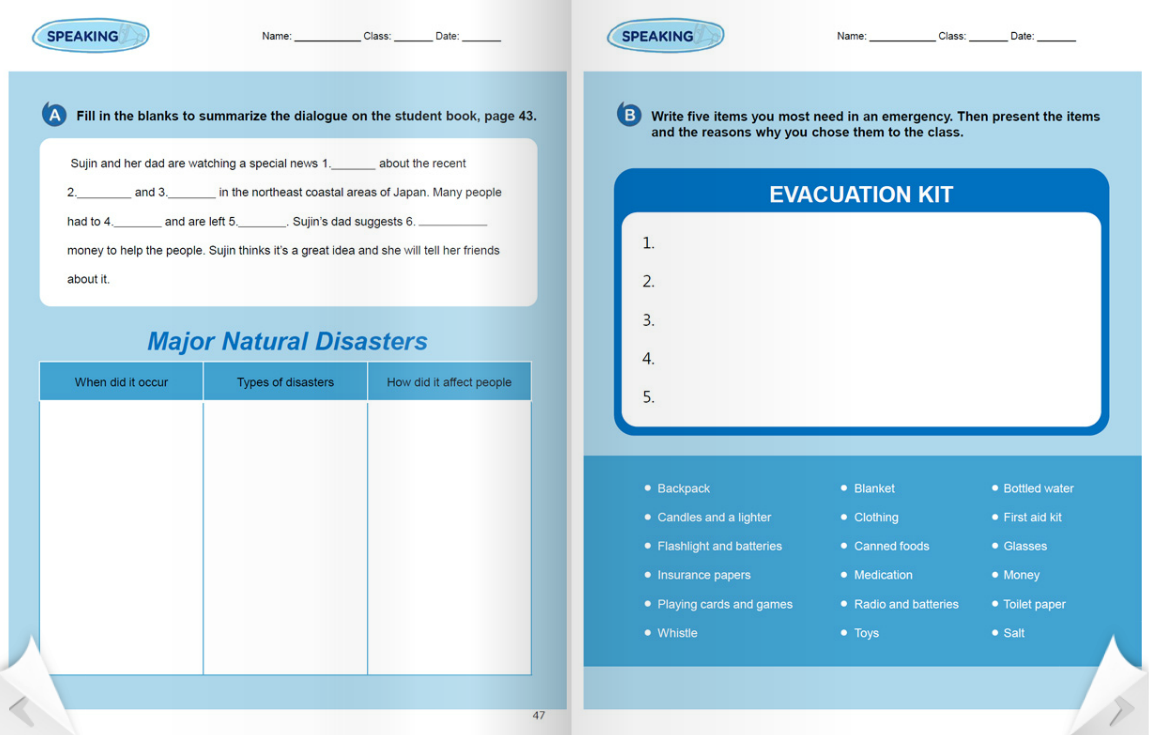 SPEAKING
Name: __________ Class: ______ Date: ______
A Fill in the blanks to summarize the dialogue on the student book, page 43.
Sujin and her dad are watching a special news 1._______ about the recent
2.________ and 3._______ in the northeast coastal areas of Japan. Many people
had to 4._______ and are left 5._______. Sujin's dad suggests 6. __________
money to help the people. Sujin thinks it's a great idea and she will tell her friends
about it.
Major Natural Disasters
When did it occur Types of disasters How did it affect people
47
SPEAKING
Name: __________ Class: ______ Date: ______
B Write five items you most need in an emergency. Then present the items
and the reasons why you chose them to the class.
EVACUATION KIT
1.
2.
3.
4.
5.
• Backpack • Blanket • Bottled water
• Candles and a lighter • Clothing • First aid kit
• Flashlight and batteries • Canned foods • Glasses
• Insurance papers • Medication • Money
• Playing cards and games • Radio and batteries • Toilet paper
• Whistle • Toys • Salt